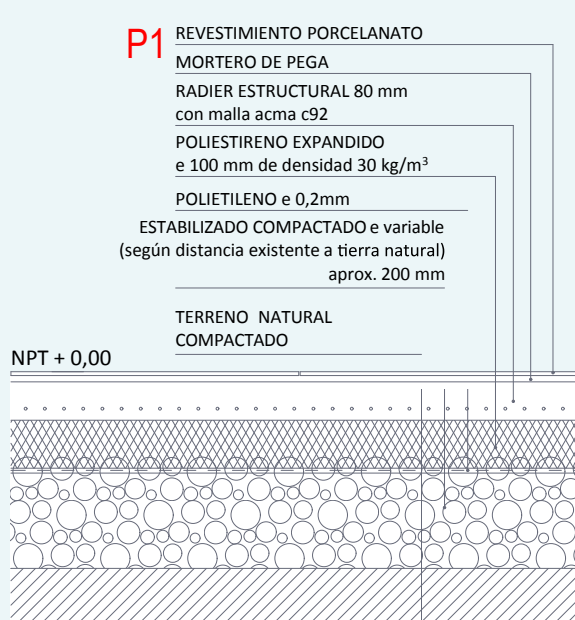 P1
REVESTIMIENTO PORCELANATO
MORTERO DE PEGA
RADIER ESTRUCTURAL 80 mm
con malla acma c92
POLIESTIRENO EXPANDIDO
e 100 mm de densidad 30 kg/m³
POLIETILENO e 0,2mm
ESTABILIZADO COMPACTADO e variable
(según distancia existente a tierra natural)
aprox. 200 mm
TERRENO NATURAL
COMPACTADO
NPT + 0,00